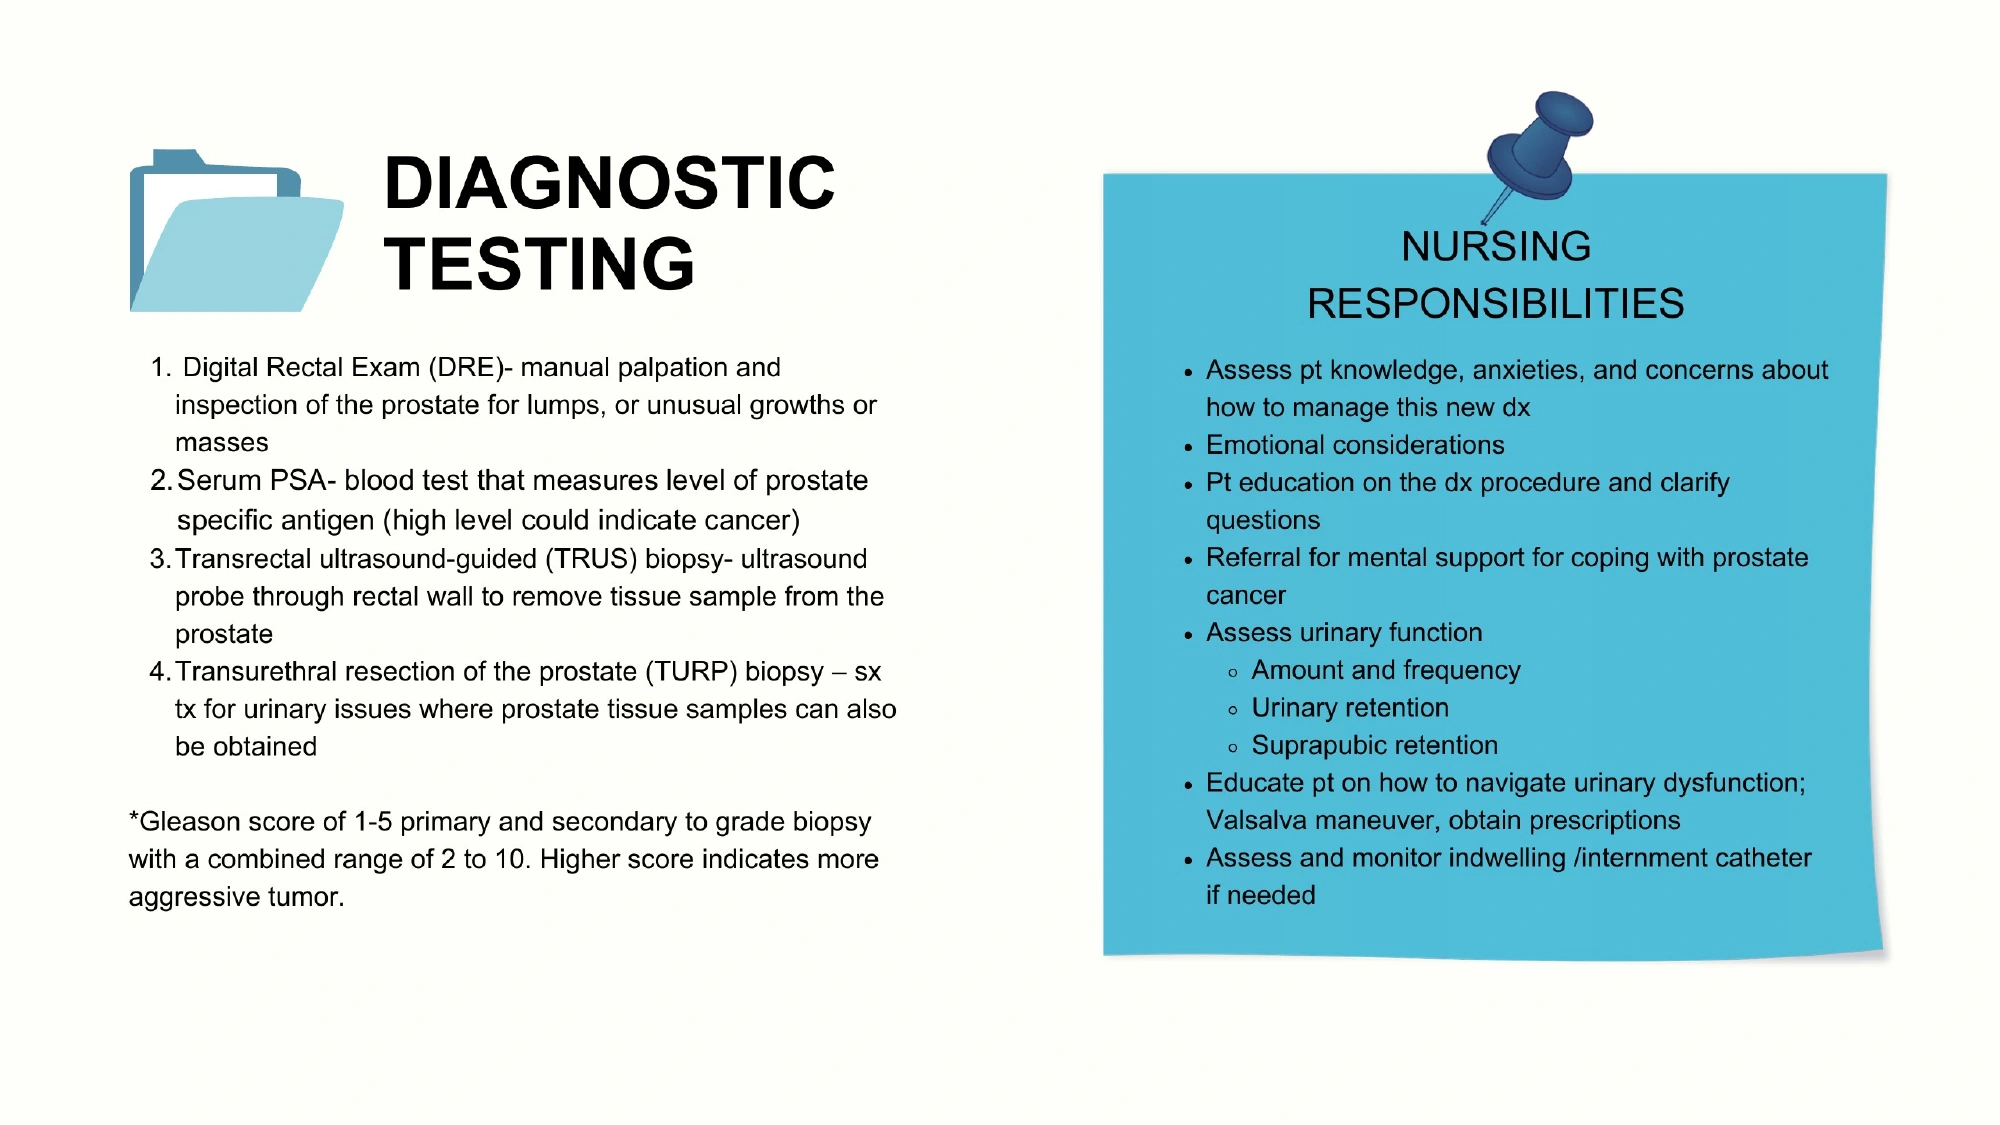 DIAGNOSTIC
TESTING
1. Digital Rectal Exam (DRE)- manual palpation and
inspection of the prostate for lumps, or unusual growths or
masses
2. Serum PSA- blood test that measures level of prostate
specific antigen (high level could indicate cancer)
3. Transrectal ultrasound-guided (TRUS) biopsy- ultrasound
probe through rectal wall to remove tissue sample from the
prostate
4. Transurethral resection of the prostate (TURP) biopsy – sx
tx for urinary issues where prostate tissue samples can also
be obtained
*Gleason score of 1-5 primary and secondary to grade biopsy
with a combined range of 2 to 10. Higher score indicates more
aggressive tumor.
NURSING
RESPONSIBILITIES
• Assess pt knowledge, anxieties, and concerns about
how to manage this new dx
• Emotional considerations
• Pt education on the dx procedure and clarify
questions
• Referral for mental support for coping with prostate
cancer
• Assess urinary function
◦ Amount and frequency
◦ Urinary retention
◦ Suprapubic retention
• Educate pt on how to navigate urinary dysfunction;
Valsalva maneuver, obtain prescriptions
• Assess and monitor indwelling /internment catheter
if needed